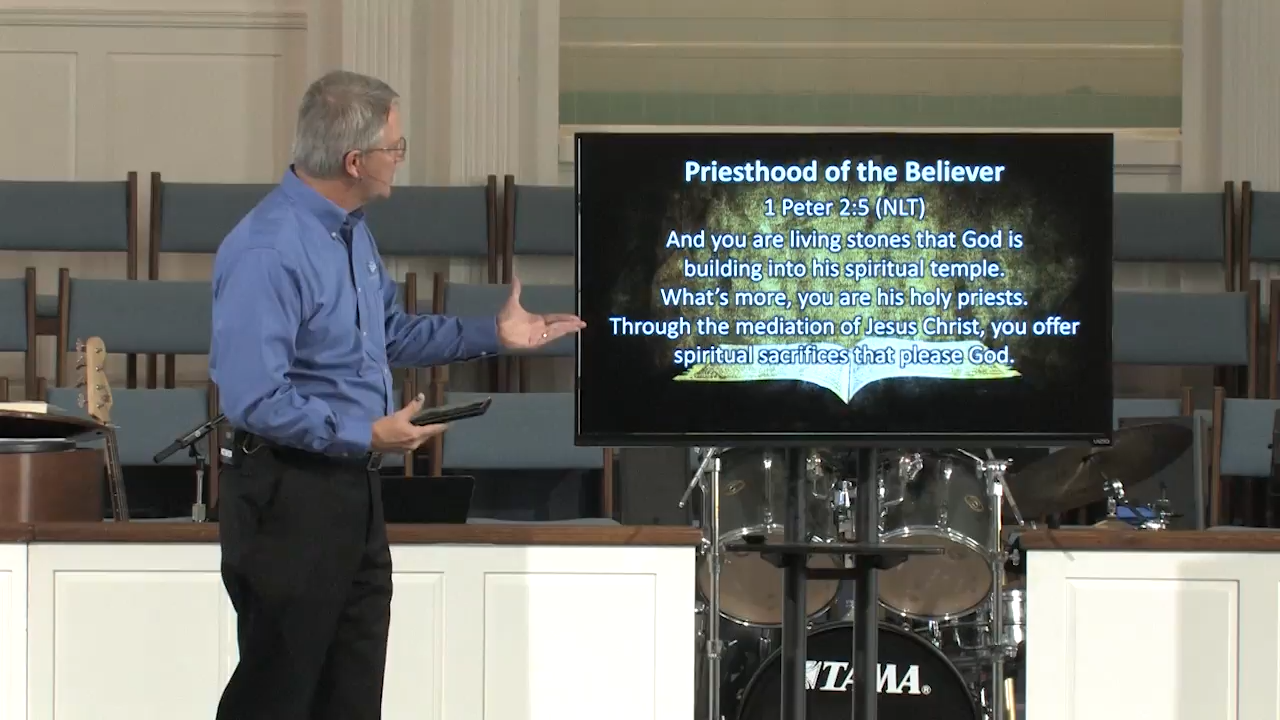 Priesthood of the Believer
1 Peter 2:5 (NLT)
And you are living stones that God is
building into his spiritual temple.
What's more, you are his holy priests.
Through the mediation of Jesus Christ, you offer
spiritual sacrifices that please God.
VIZIO
TAMA®